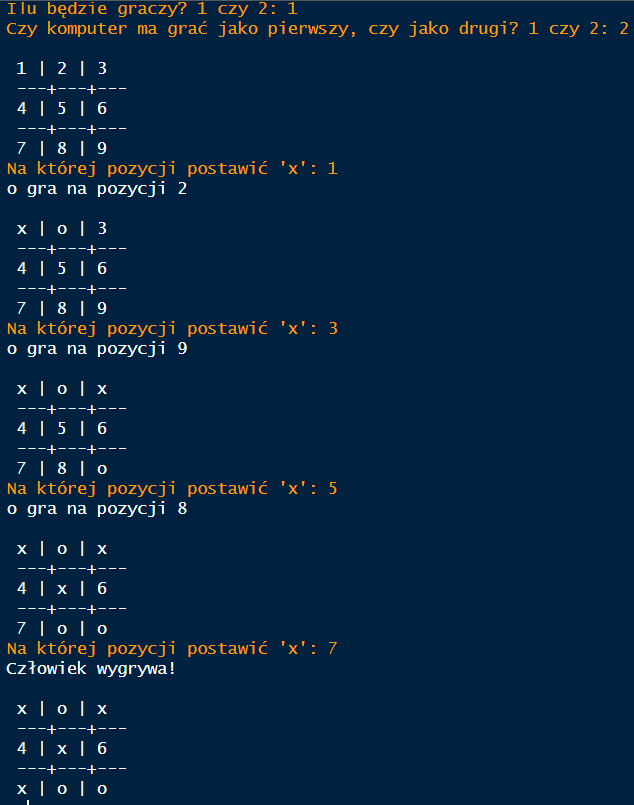 Ilu będzie graczy? 1 czy 2: 1
Czy komputer ma grać jako pierwszy, czy jako drugi? 1 czy 2: 2
1 | 2 | 3
---+---+---
4 | 5 | 6
---+---+---
7 | 8 | 9
Na której pozycji postawić 'x': 1
o gra na pozycji 2
x | o | 3
---+---+---
4 | 5 | 6
---+---+---
7 | 8 | 9
Na której pozycji postawić 'x': 3
o gra na pozycji 9
x | o | x
---+---+---
4 | 5 | 6
---+---+---
7 | 8 | o
Na której pozycji postawić 'x': 5
o gra na pozycji 8
x | o | x
---+---+---
4 | x | 6
---+---+---
7 | o | o
Na której pozycji postawić 'x': 7
Człowiek wygrywa!
x | o | x
---+---+---
4 | x | 6
---+---+---
x | o | o